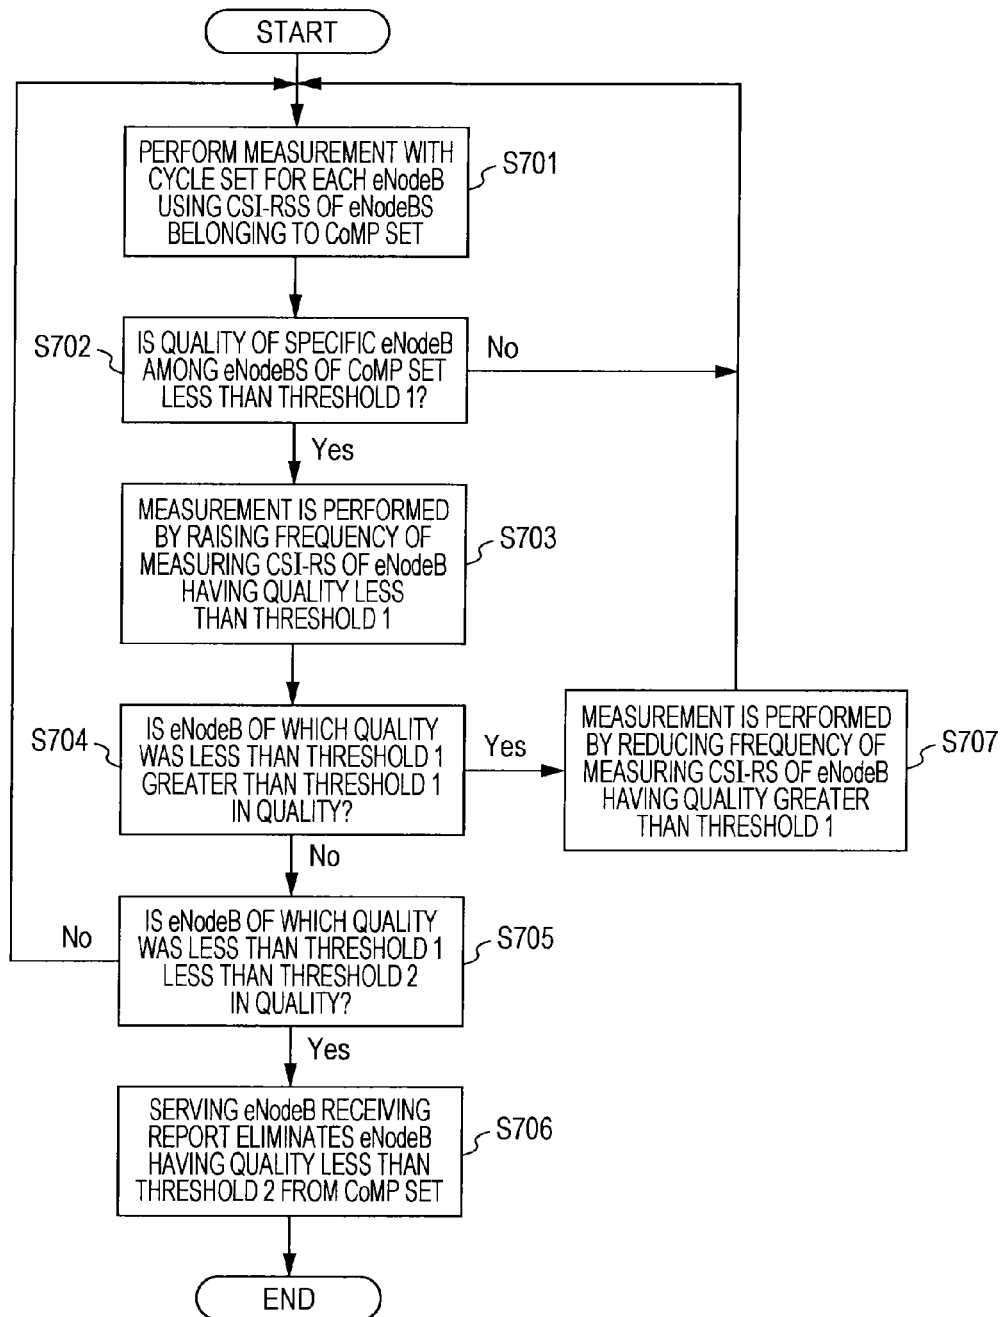 START
PERFORM MEASUREMENT WITH
CYCLE SET FOR EACH eNodeB
USING CSI-RSS OF eNodeBS
BELONGING TO CoMP SET
S701
S702
IS QUALITY OF SPECIFIC eNodeB
AMONG eNodeBS OF CoMP SET
LESS THAN THRESHOLD 1?
No
Yes
MEASUREMENT IS PERFORMED
BY RAISING FREQUENCY OF
MEASURING CSI-RS OF eNodeB
HAVING QUALITY LESS
THAN THRESHOLD 1
S703
S704
IS eNodeB OF WHICH QUALITY
WAS LESS THAN THRESHOLD 1
GREATER THAN THRESHOLD 1
IN QUALITY?
Yes
MEASUREMENT IS PERFORMED
BY REDUCING FREQUENCY OF
MEASURING CSI-RS OF eNodeB
HAVING QUALITY GREATER
THAN THRESHOLD 1
S707
No
No
IS eNodeB OF WHICH QUALITY
WAS LESS THAN THRESHOLD 1
LESS THAN THRESHOLD 2
IN QUALITY?
S705
Yes
SERVING eNodeB RECEIVING
REPORT ELIMINATES eNodeB
HAVING QUALITY LESS THAN
THRESHOLD 2 FROM CoMP SET
S706
END